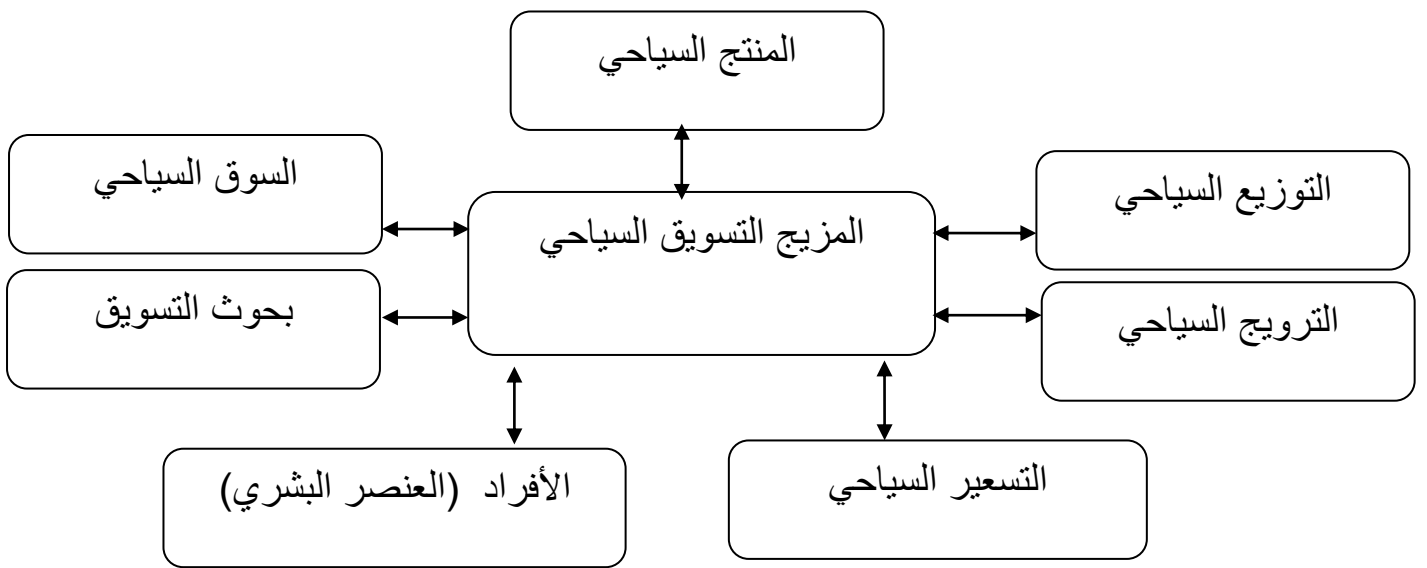 المنتج السياحي
السوق السياحي
التوزيع السياحي
المزيج التسويق السياحي
بحوث التسويق
الترويج السياحي
الأفراد (العنصر البشري)
التسعير السياحي